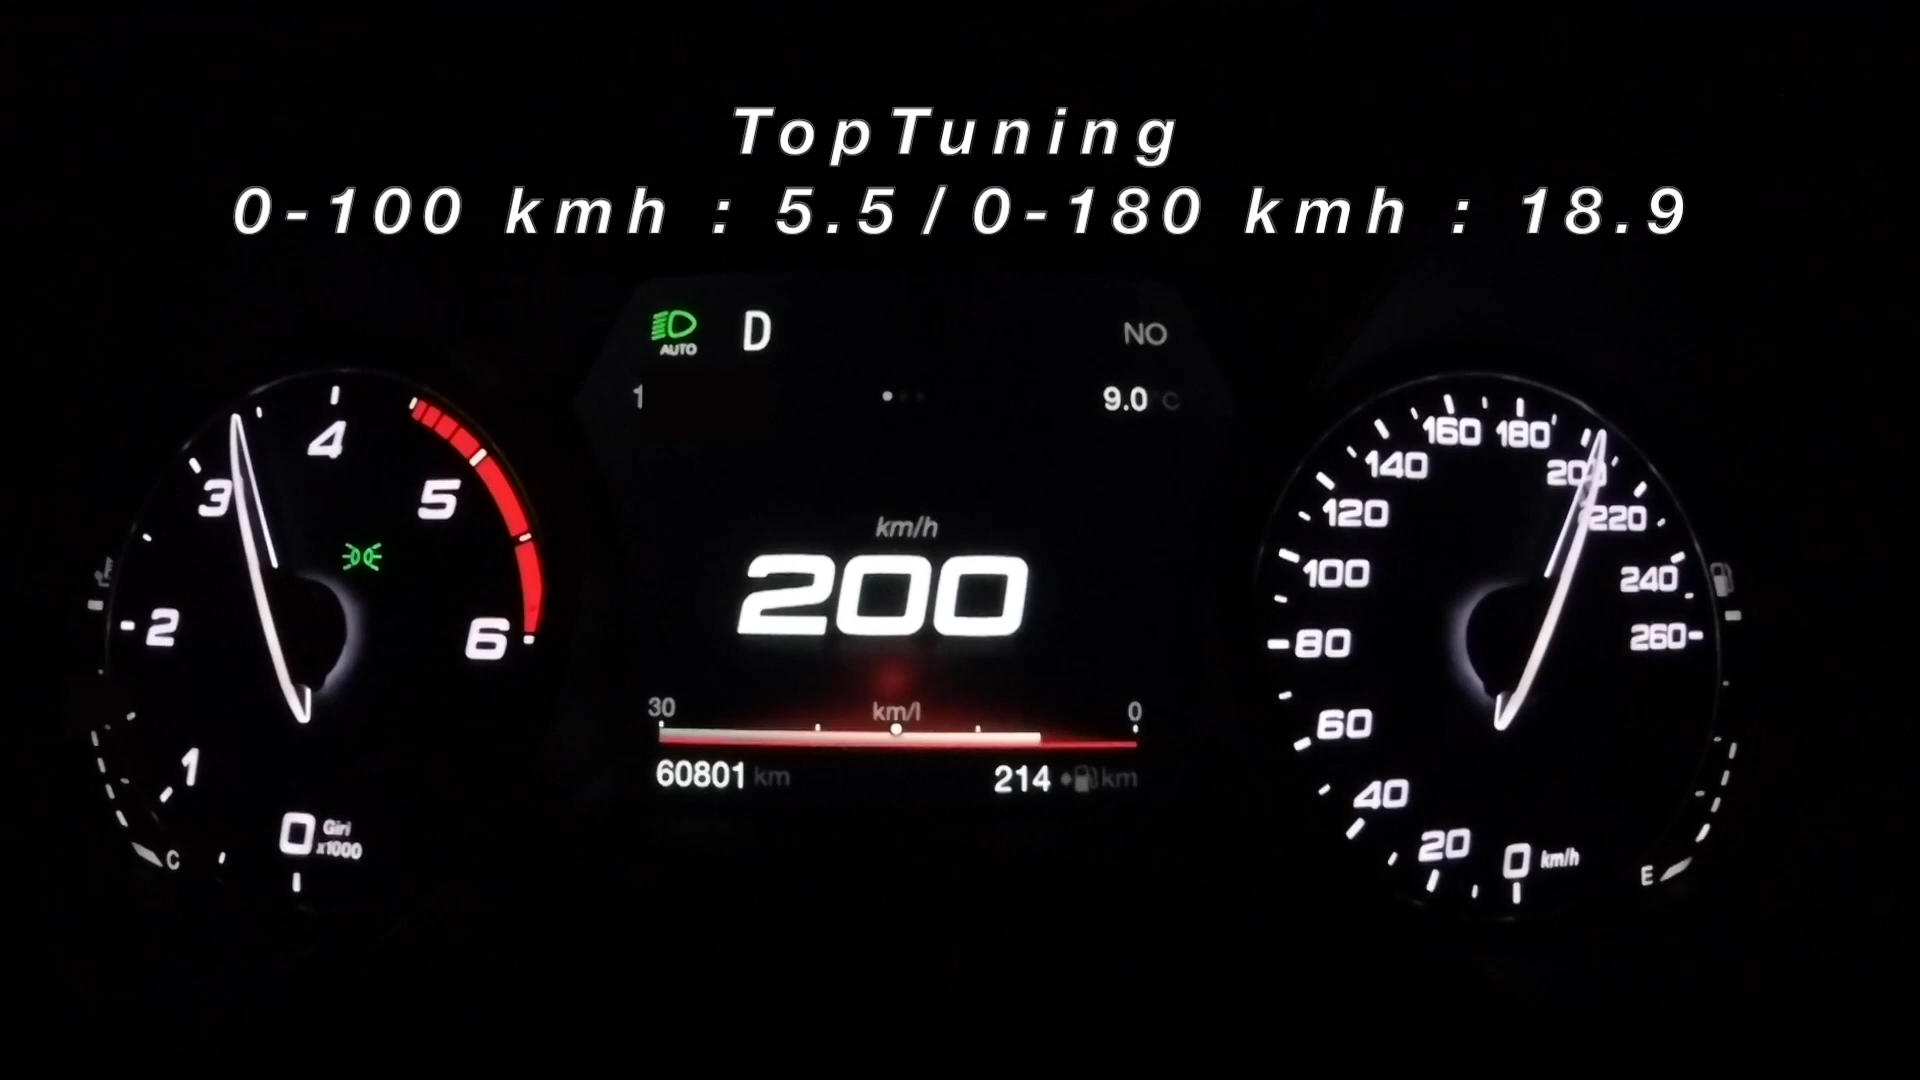 TopTuning
0-100 kmh : 5.5 / 0-180 kmh : 18.9
AUTO D NO
1 9.0 °C
km/h
200
30 km/l 0
60801 km 214 km
1 2 3 4 5 6
0 Giri x1000
C
0 20 40 60 80 100 120 140 160 180 200 220 240 260
km/h
E